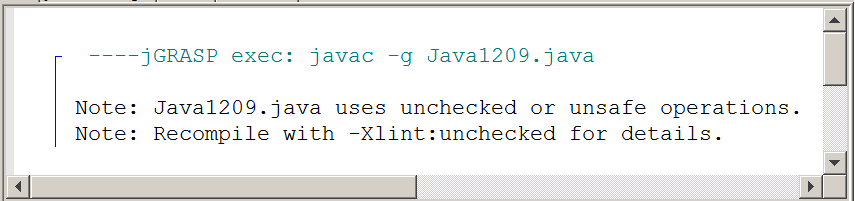 ----jGRASP exec: javac -g Java1209.java
Note: Java1209.java uses unchecked or unsafe operations.
Note: Recompile with -Xlint:unchecked for details.